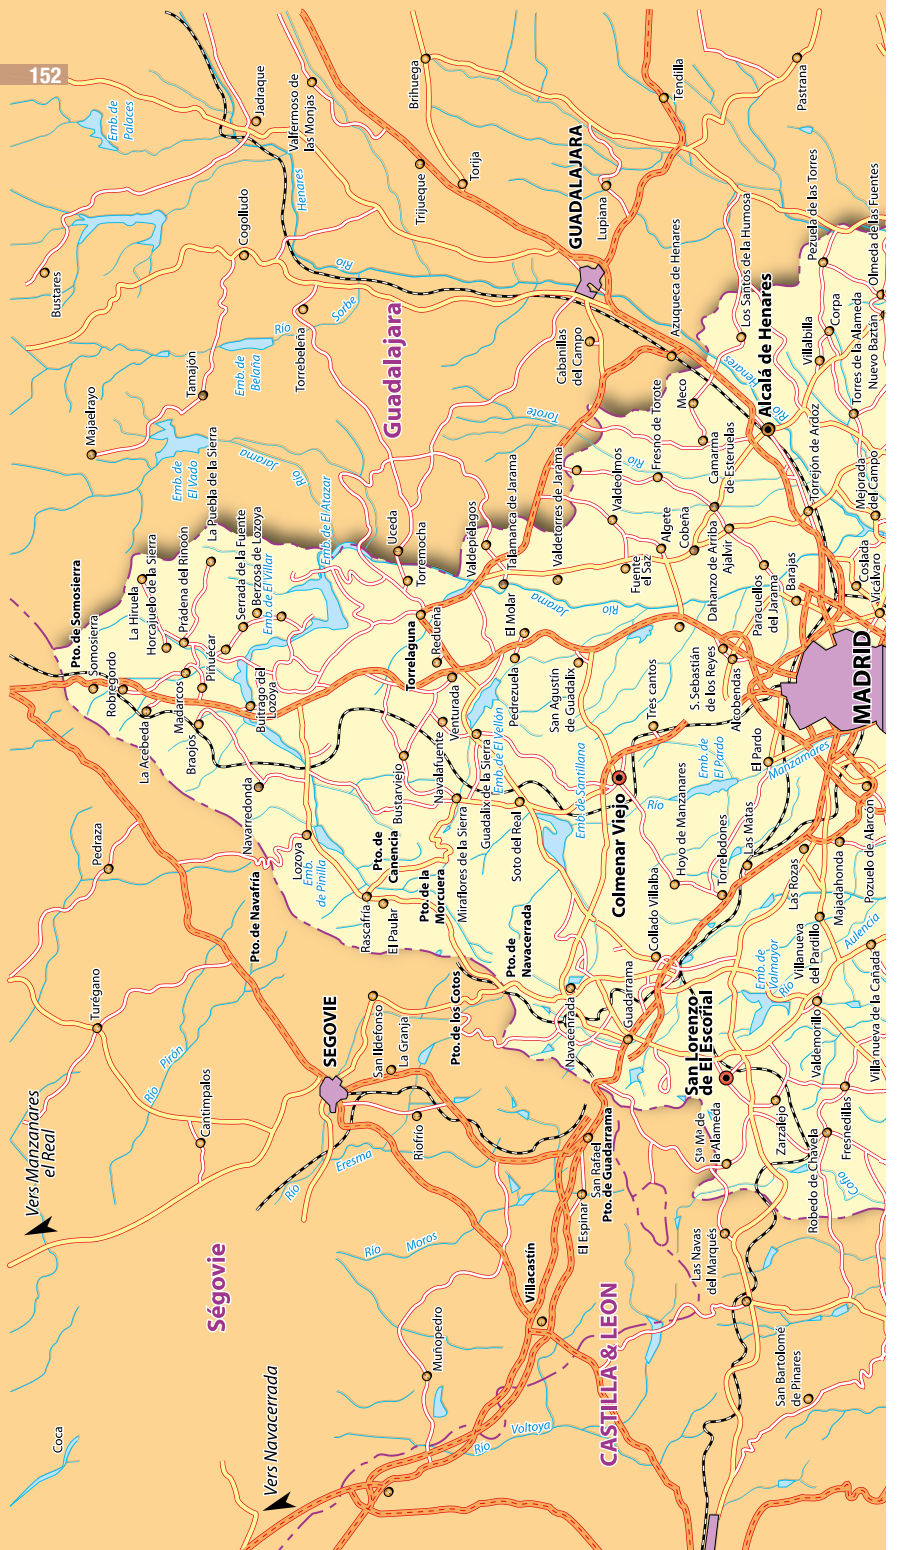 152
Emb. de
Palaces
Jadraque
Valfermoso de
las Monjas
Brihuega
Tendilla
Pastrana
Henares
Trijueque
Torija
GUADALAJARA
Lupiana
Cogolludo
Bustares
Pezuela de las Torres
Olmeda de las Fuentes
Los Santos de la Humosa
Azuqueca de Henares
Río
Sorbe
Río
Torrebeleña
Guadalajara
Cabanillas
del Campo
Emb. de
Belaña
Tamajón
Majaelrayo
Henares
Alcalá de Henares
Río
Villalbilla
Corpa
Torres de la Alameda
Nuevo Baztán
Torote
Río
Meco
Fresno de Torote
Camarma
de Esteruelas
Torrejón de Ardoz
Mejorada
del Campo
Emb. de
El Vado
Jarama
Río
La Puebla de la Sierra
Emb. de El Atazar
Uceda
Torremocha
Valdepiélagos
Talamanca de Jarama
Valdetorres de Jarama
Valdeolmos
Algete
Cobeña
Fuente
el Saz
Dahanzo de Arriba
Ajalvir
Paracuellos
del Jarama
Barajas
Coslada
Vicálvaro
Pto. de Somosierra
Somosierra
Robregordo
La Hiruela
Horcajuelo de la Sierra
Prádena del Rincón
Serrada de la Fuente
Berzosa de Lozoya
Emb. de El Villar
Piñuécar
Madarcos
La Acebeda
Braojos
Buitrago del
Lozoya
Torrelaguna
Redueña
El Molar
Jarama
Río
Venturada
Pedrezuela
San Agustín
de Guadalix
Tres cantos
S. Sebastián
de los Reyes
Alcobendas
MADRID
El Pardo
Manzanares
Emb. de
El Pardo
Río
Navarredonda
Bustarviejo
Navalafuente
Guadalix de la Sierra
Emb. de El Vellón
Miraflores de la Sierra
Soto del Real
Emb. de Santillana
Colmenar Viejo
Hoyo de Manzanares
Torrelodones
Las Matas
Las Rozas
Majadahonda
Pozuelo de Alarcón
Pedraza
Lozoya
Emb.
de Pinilla
Pto. de
Canencia
Pto. de la
Morcuera
Rascafría
El Paular
Pto. de Navafría
Pto. de
Navacerrada
Collado Villalba
Guadarrama
Emb. de
Valmayor
Río
Aulencia
Villanueva
del Pardillo
Villanueva de la Cañada
Valdemorillo
Turégano
SEGOVIE
San Ildefonso
La Granja
Pto. de los Cotos
Navacenrada
San Lorenzo
de El Escorial
Río
Pirón
Cantimpalos
Vers Manzanares
el Real
Río
Eresma
Riofrío
San Rafael
Pto. de Guadarrama
El Espinar
Sta Ma de
la Alameda
Zarzalejo
Fresnedillas
Robedo de Chavela
Cofio
Río
Moros
Villacastín
Las Navas
del Marqués
Ségovie
Muñopedro
CASTILLA & LEON
San Bartolomé
de Pinares
Vers Navacerrada
Río
Voltoya
Coca